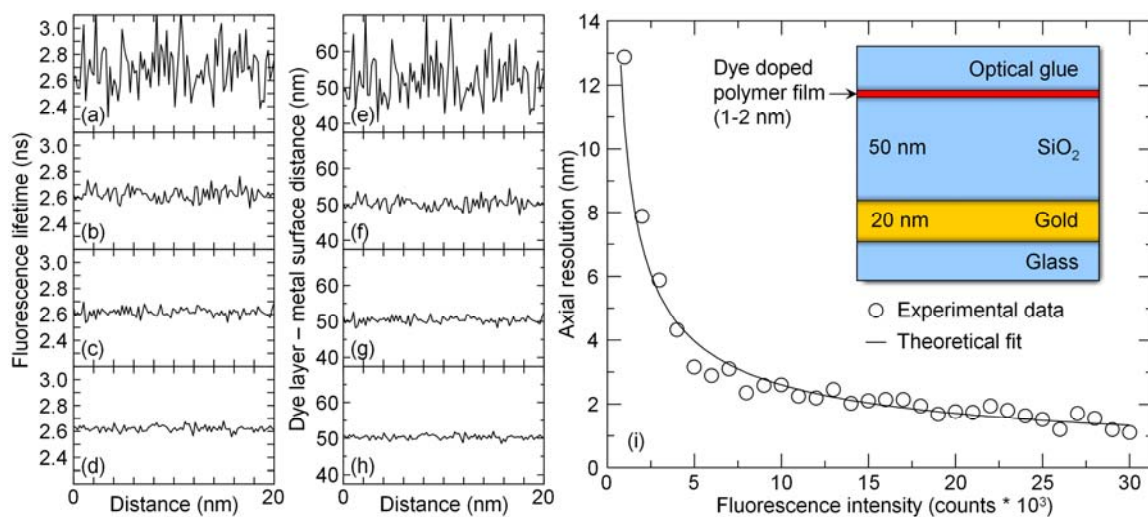 3.0
2.8
2.6
2.4
(a)
3.0
2.8
2.6
2.4
(b)
3.0
2.8
2.6
2.4
(c)
3.0
2.8
2.6
2.4
(d)
0
20
Distance (nm)
Fluorescence lifetime (ns)
60
50
40
(e)
60
50
40
(f)
60
50
40
(g)
60
50
40
(h)
0
20
Distance (nm)
Dye layer – metal surface distance (nm)
14
12
10
8
6
4
2
0
Axial resolution (nm)
0
5
10
15
20
25
30
Fluorescence intensity (counts * 10³)
(i)
Dye doped
polymer film
(1-2 nm)
Optical glue
50 nm SiO₂
20 nm Gold
Glass
Experimental data
Theoretical fit